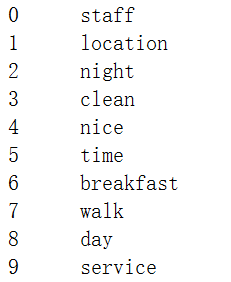 0 staff
1 location
2 night
3 clean
4 nice
5 time
6 breakfast
7 walk
8 day
9 service